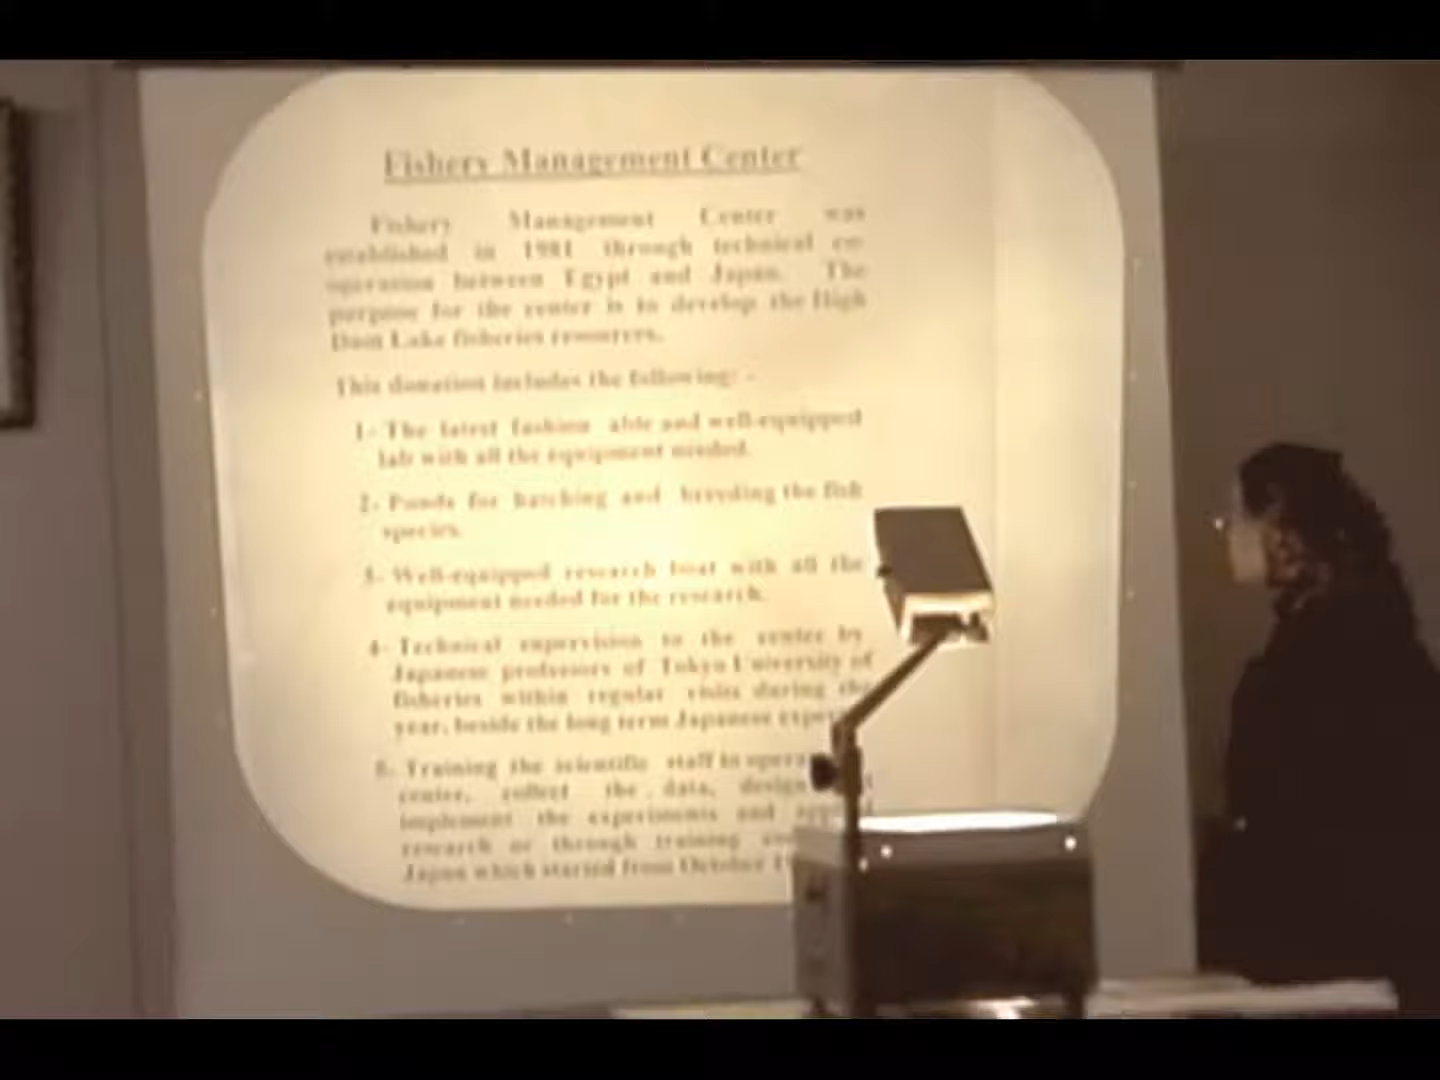 Fishery Management Center
Fishery Management Center was
established in 1981 through technical co-
operation between Egypt and Japan. The
purpose for the center is to develop the High
Dam Lake fisheries resources.
This donation includes the following: -
1- The latest fashion able and well-equipped
lab with all the equipment needed.
2- Ponds for hatching and breeding the fish
species.
3- Well-equipped research boat with all the
equipment needed for the research.
4- Technical supervision to the center by
Japanese professors of Tokyo University of
fisheries within regular visits during the
year, beside the long term Japanese
5- Training the scientific staff to
center, collect the data,
implement the experiments and
research or through training
Japan which started from October